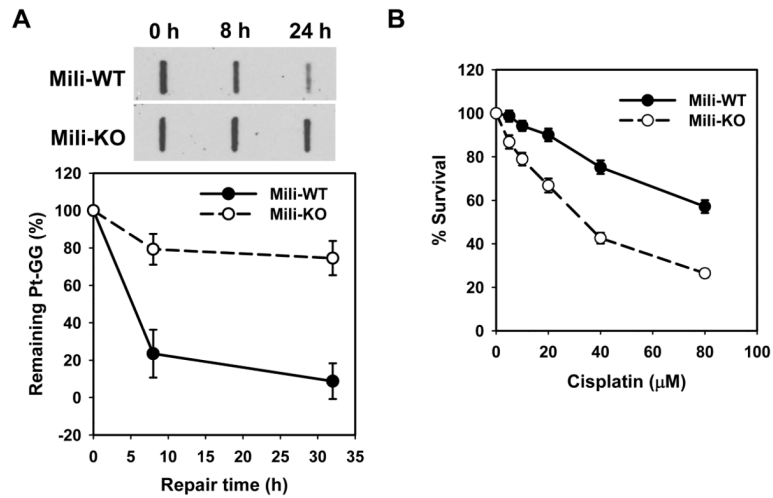 A
0 h 8 h 24 h
Mili-WT
Mili-KO
120
100
80
60
40
20
0
-20
Remaining Pt-GG (%)
Mili-WT
Mili-KO
0 5 10 15 20 25 30 35
Repair time (h)
B
120
100
80
60
40
20
0
% Survival
Mili-WT
Mili-KO
0 20 40 60 80 100
Cisplatin (μM)